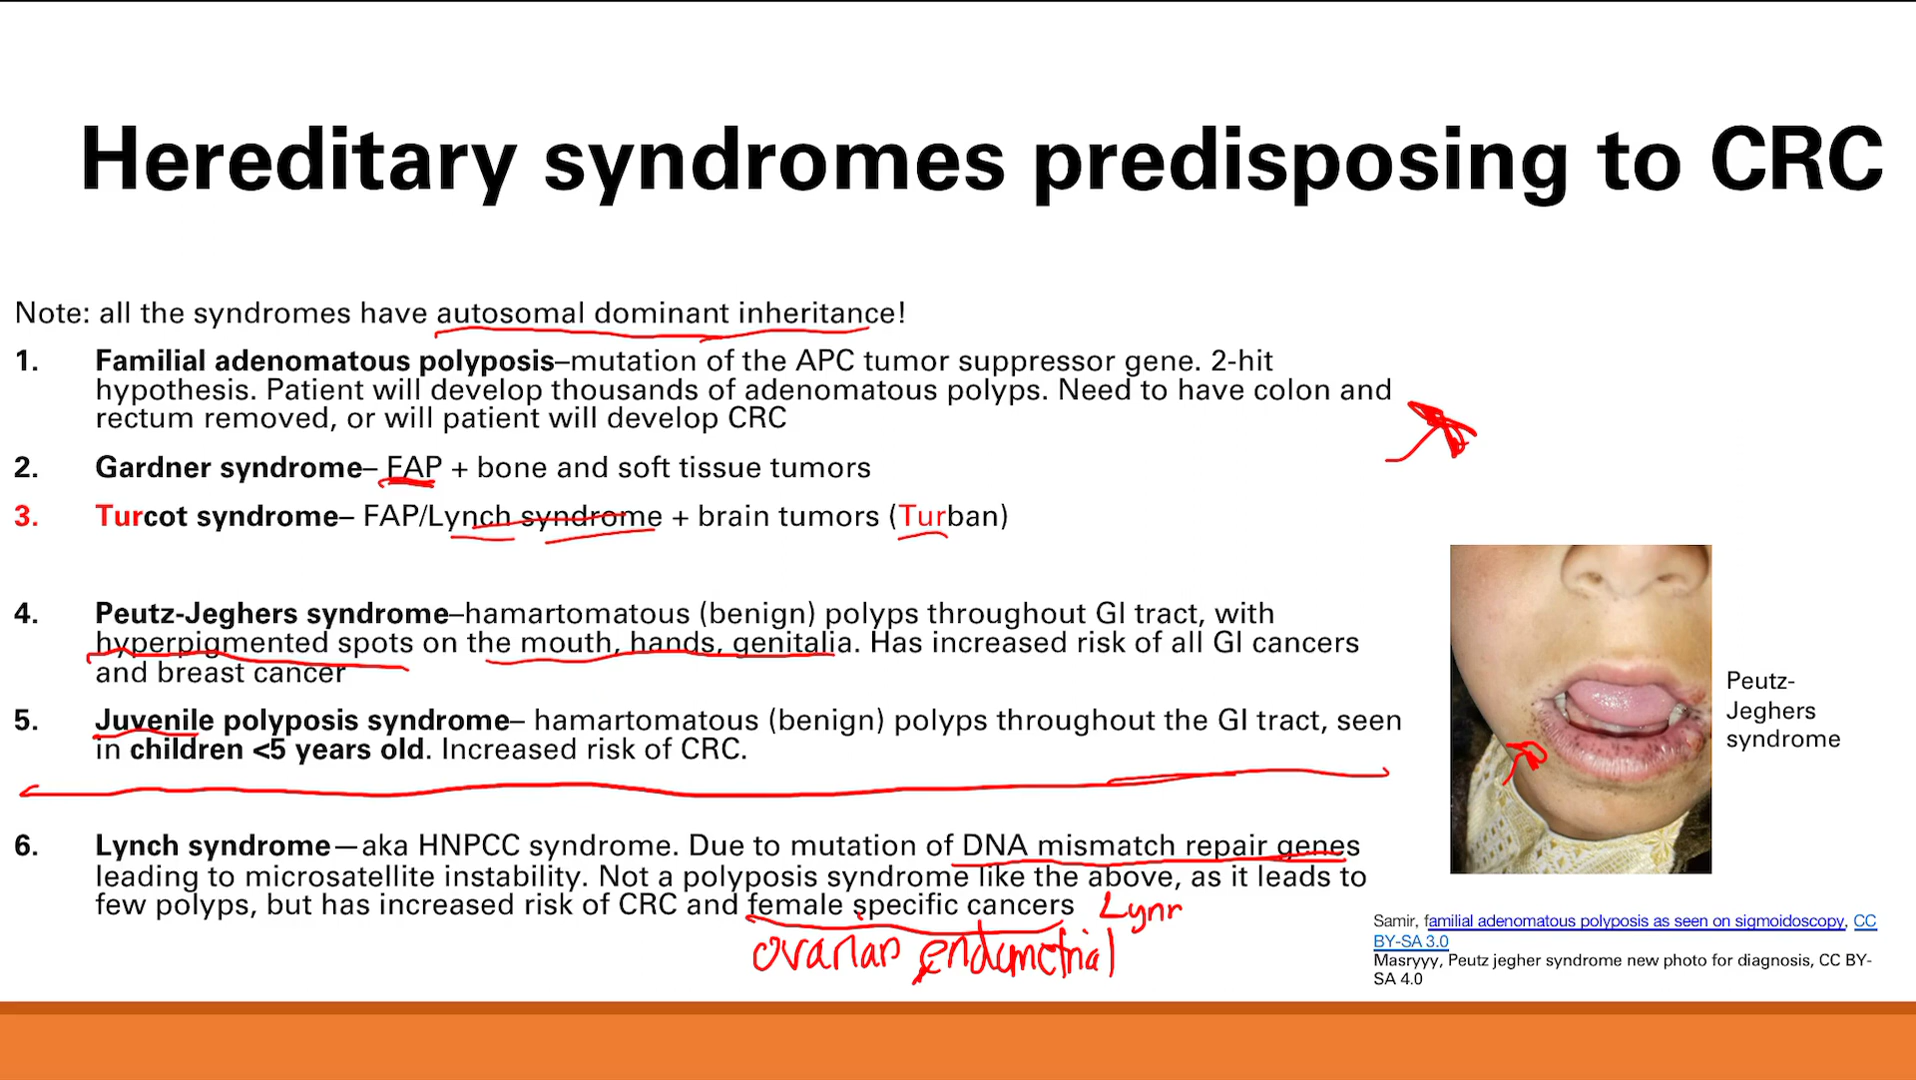 Hereditary syndromes predisposing to CRC
Note: all the syndromes have autosomal dominant inheritance!
1. Familial adenomatous polyposis–mutation of the APC tumor suppressor gene. 2-hit
hypothesis. Patient will develop thousands of adenomatous polyps. Need to have colon and
rectum removed, or will patient will develop CRC
2. Gardner syndrome– FAP + bone and soft tissue tumors
3. Turcot syndrome– FAP/Lynch syndrome + brain tumors (Turban)
4. Peutz-Jeghers syndrome–hamartomatous (benign) polyps throughout GI tract, with
hyperpigmented spots on the mouth, hands, genitalia. Has increased risk of all GI cancers
and breast cancer
Peutz-
Jeghers
syndrome
5. Juvenile polyposis syndrome– hamartomatous (benign) polyps throughout the GI tract, seen
in children <5 years old. Increased risk of CRC.
6. Lynch syndrome—aka HNPCC syndrome. Due to mutation of DNA mismatch repair genes
leading to microsatellite instability. Not a polyposis syndrome like the above, as it leads to
few polyps, but has increased risk of CRC and female specific cancers
ovarian endometrial
Samir, familial adenomatous polyposis as seen on sigmoidoscopy, CC
BY-SA 3.0
Masryyy, Peutz jegher syndrome new photo for diagnosis, CC BY-
SA 4.0